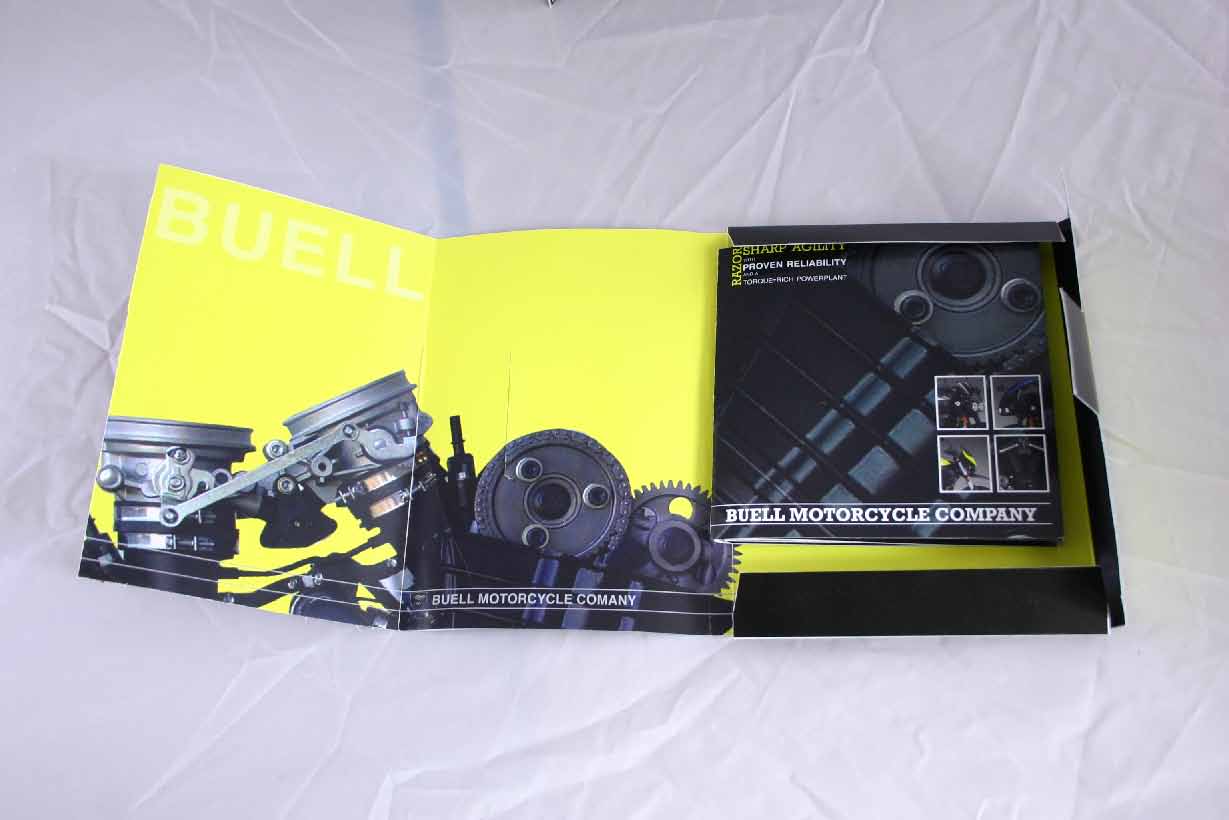 BUELL
BUELL MOTORCYCLE COMANY
RAZOR
SHARP AGILITY
WITH
PROVEN RELIABILITY
AND A
TORQUE-RICH POWERPLANT
BUELL MOTORCYCLE COMPANY